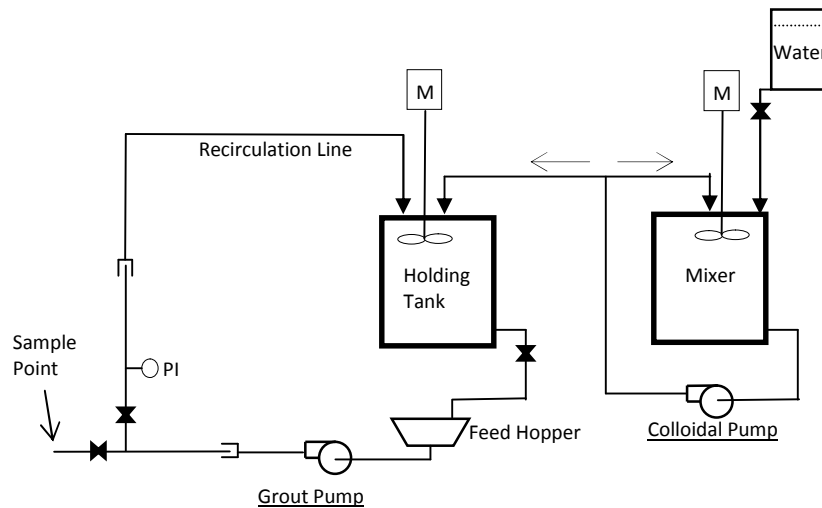 Water
M
M
Recirculation Line
Holding
Tank
Mixer
Sample
Point
PI
Feed Hopper
Colloidal Pump
Grout Pump